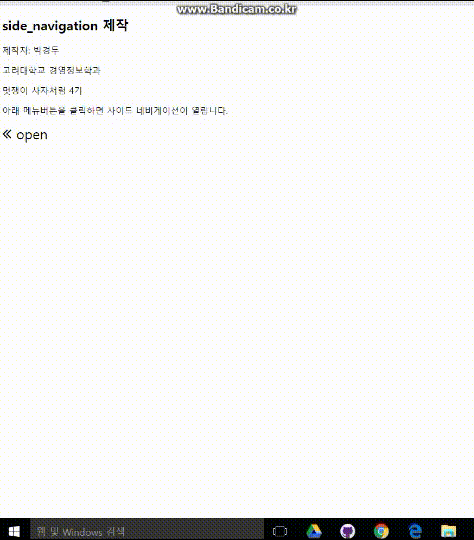 www.Bandicam.co.kr
side_navigation 제작
제작자: 박경두
고려대학교 경영정보학과
멋쟁이 사자처럼 4기
아래 메뉴버튼을 클릭하면 사이드 네비게이션이 열립니다.
« open
웹 및 Windows 검색